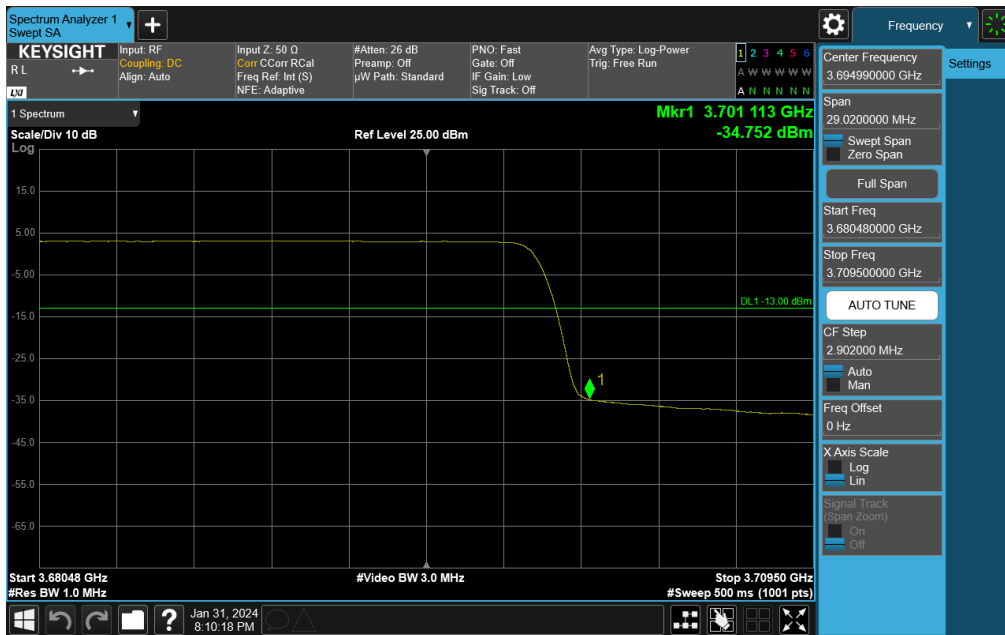 Spectrum Analyzer 1
Swept SA
Frequency
KEYSIGHT
R L
LXI
Input: RF
Coupling: DC
Align: Auto
Input Z: 50 Ω
Corr CCorr RCal
Freq Ref: Int (S)
NFE: Adaptive
#Atten: 26 dB
Preamp: Off
µW Path: Standard
PNO: Fast
Gate: Off
IF Gain: Low
Sig Track: Off
Avg Type: Log-Power
Trig: Free Run
1 2 3 4 5 6
A W W W W W
A N N N N N
1 Spectrum
Mkr1 3.701 113 GHz
-34.752 dBm
Scale/Div 10 dB
Ref Level 25.00 dBm
Log
15.0
5.00
-5.00
-15.0
-25.0
-35.0
-45.0
-55.0
-65.0
DL1 -13.00 dBm
1
Start 3.68048 GHz
#Video BW 3.0 MHz
Stop 3.70950 GHz
#Res BW 1.0 MHz
#Sweep 500 ms (1001 pts)
Center Frequency
3.694990000 GHz
Settings
Span
29.0200000 MHz
Swept Span
Zero Span
Full Span
Start Freq
3.680480000 GHz
Stop Freq
3.709500000 GHz
AUTO TUNE
CF Step
2.902000 MHz
Auto
Man
Freq Offset
0 Hz
X Axis Scale
Log
Lin
Signal Track
(Span Zoom)
On
Off
?
Jan 31, 2024
8:10:18 PM